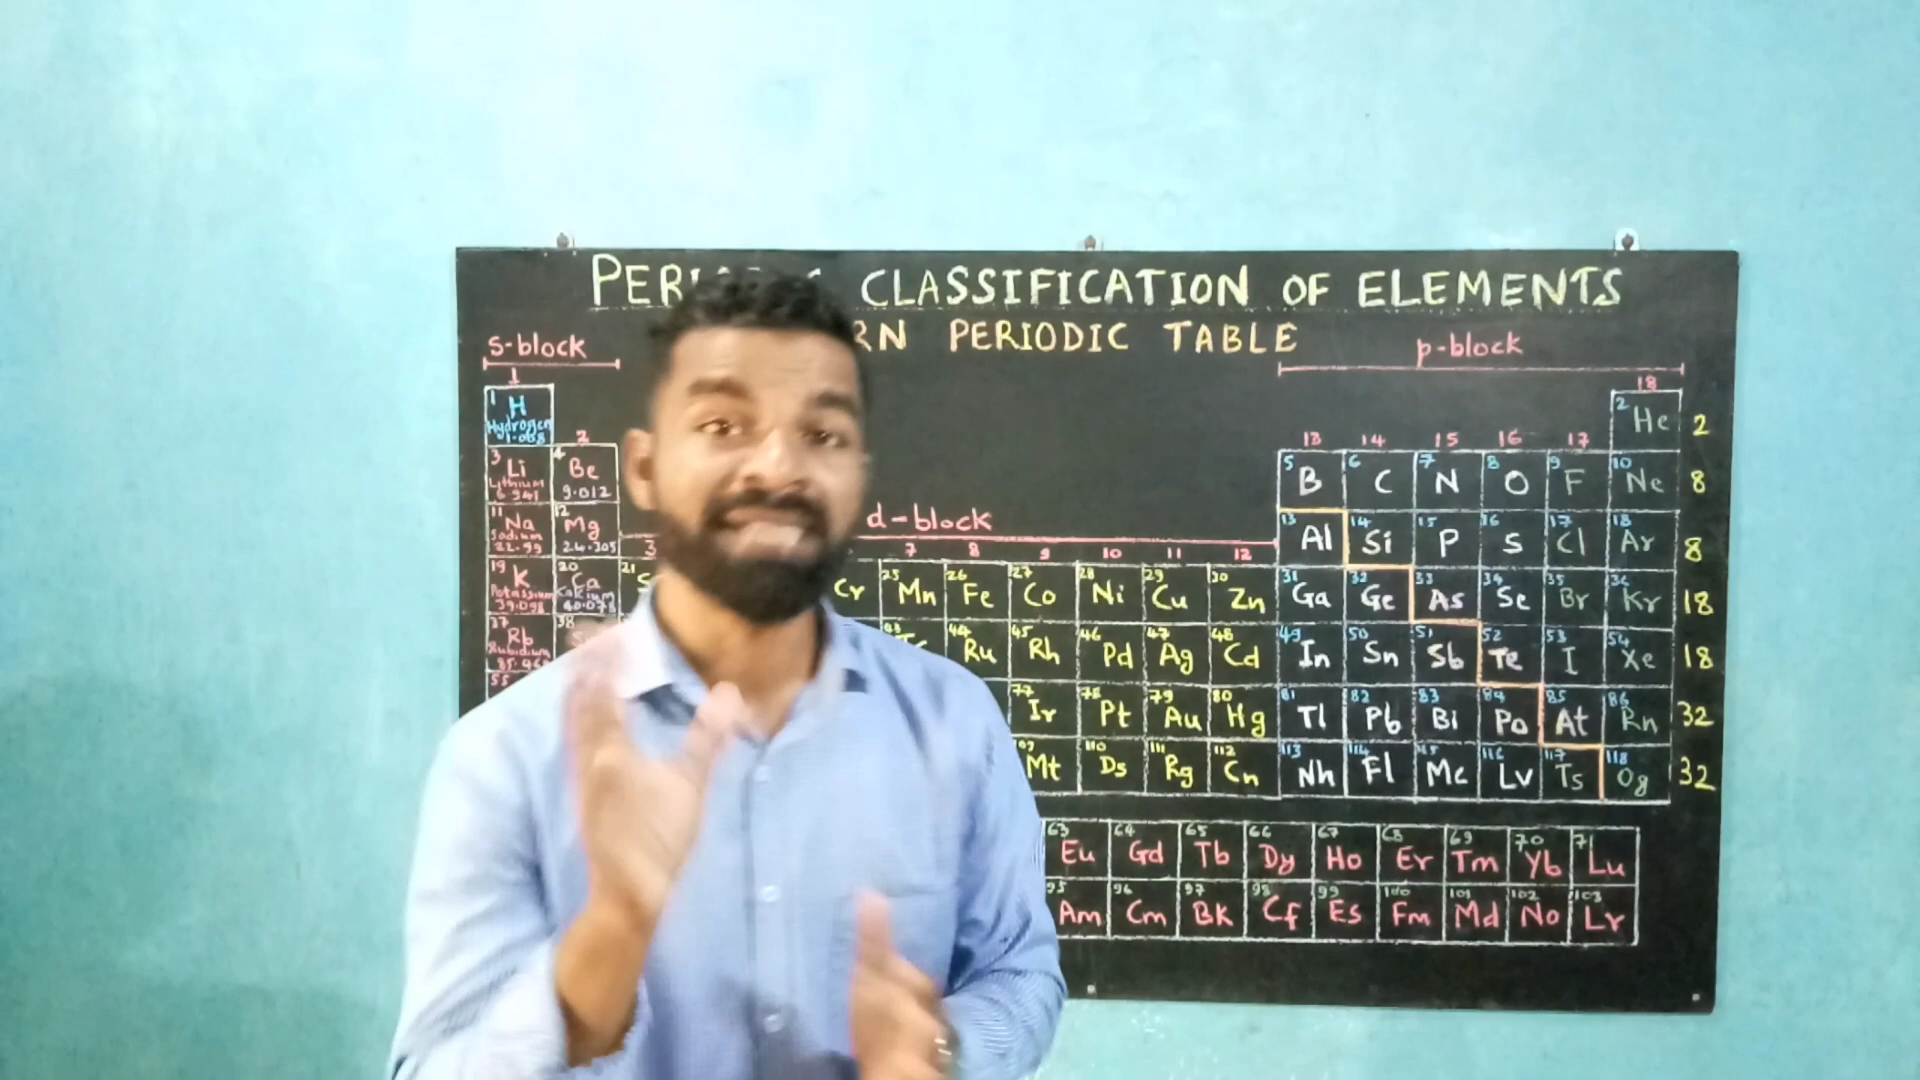 PERI CLASSIFICATION OF ELEMENTS
RN PERIODIC TABLE
s-block
p-block
1
18
1 H
2 He
2
Hydrogen
2
13 14 15 16 17
3 Li
4 Be
5 B
6 C
7 N
8 O
9 F
10 Ne
8
Lithium
6.941
9.012
d-block
11 Na
12 Mg
13 Al
14 Si
15 P
16 S
17 Cl
18 Ar
8
Sodium
22.99
24.305
3 7 8 9 10 11 12
19 K
20 Ca
21 S
Cr
25 Mn
26 Fe
27 Co
28 Ni
29 Cu
30 Zn
31 Ga
32 Ge
33 As
34 Se
35 Br
36 Kr
18
Potassium
Calcium
39.098
40.078
37 Rb
38
43
44 Ru
45 Rh
46 Pd
47 Ag
48 Cd
49 In
50 Sn
51 Sb
52 Te
53 I
54 Xe
18
Rubidium
55
77 Ir
78 Pt
79 Au
80 Hg
81 Tl
82 Pb
83 Bi
84 Po
85 At
86 Rn
32
Mt
110 Ds
111 Rg
112 Cn
113 Nh
114 Fl
115 Mc
116 Lv
117 Ts
118 Og
32
63 Eu
64 Gd
65 Tb
66 Dy
67 Ho
68 Er
69 Tm
70 Yb
71 Lu
95 Am
96 Cm
97 Bk
98 Cf
99 Es
100 Fm
101 Md
102 No
103 Lr